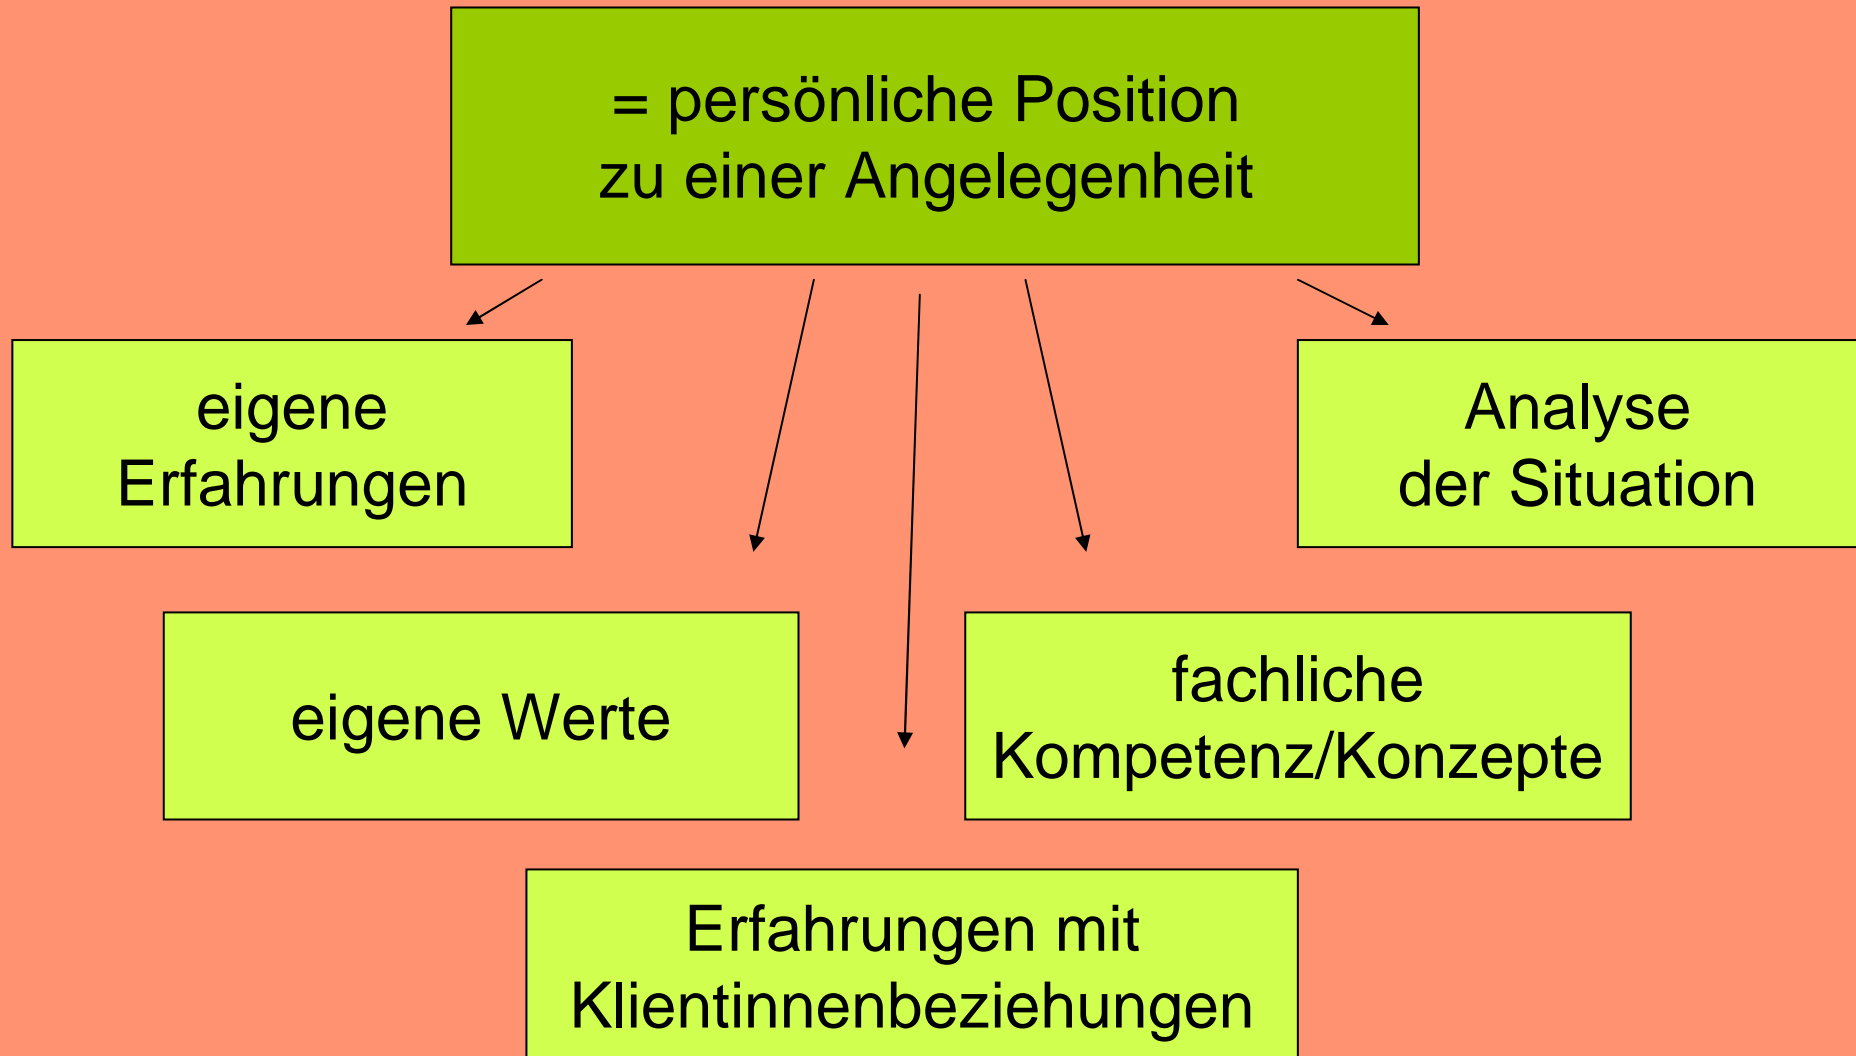 = persönliche Position
zu einer Angelegenheit
eigene
Erfahrungen
Analyse
der Situation
eigene Werte
fachliche
Kompetenz/Konzepte
Erfahrungen mit
Klientinnenbeziehungen